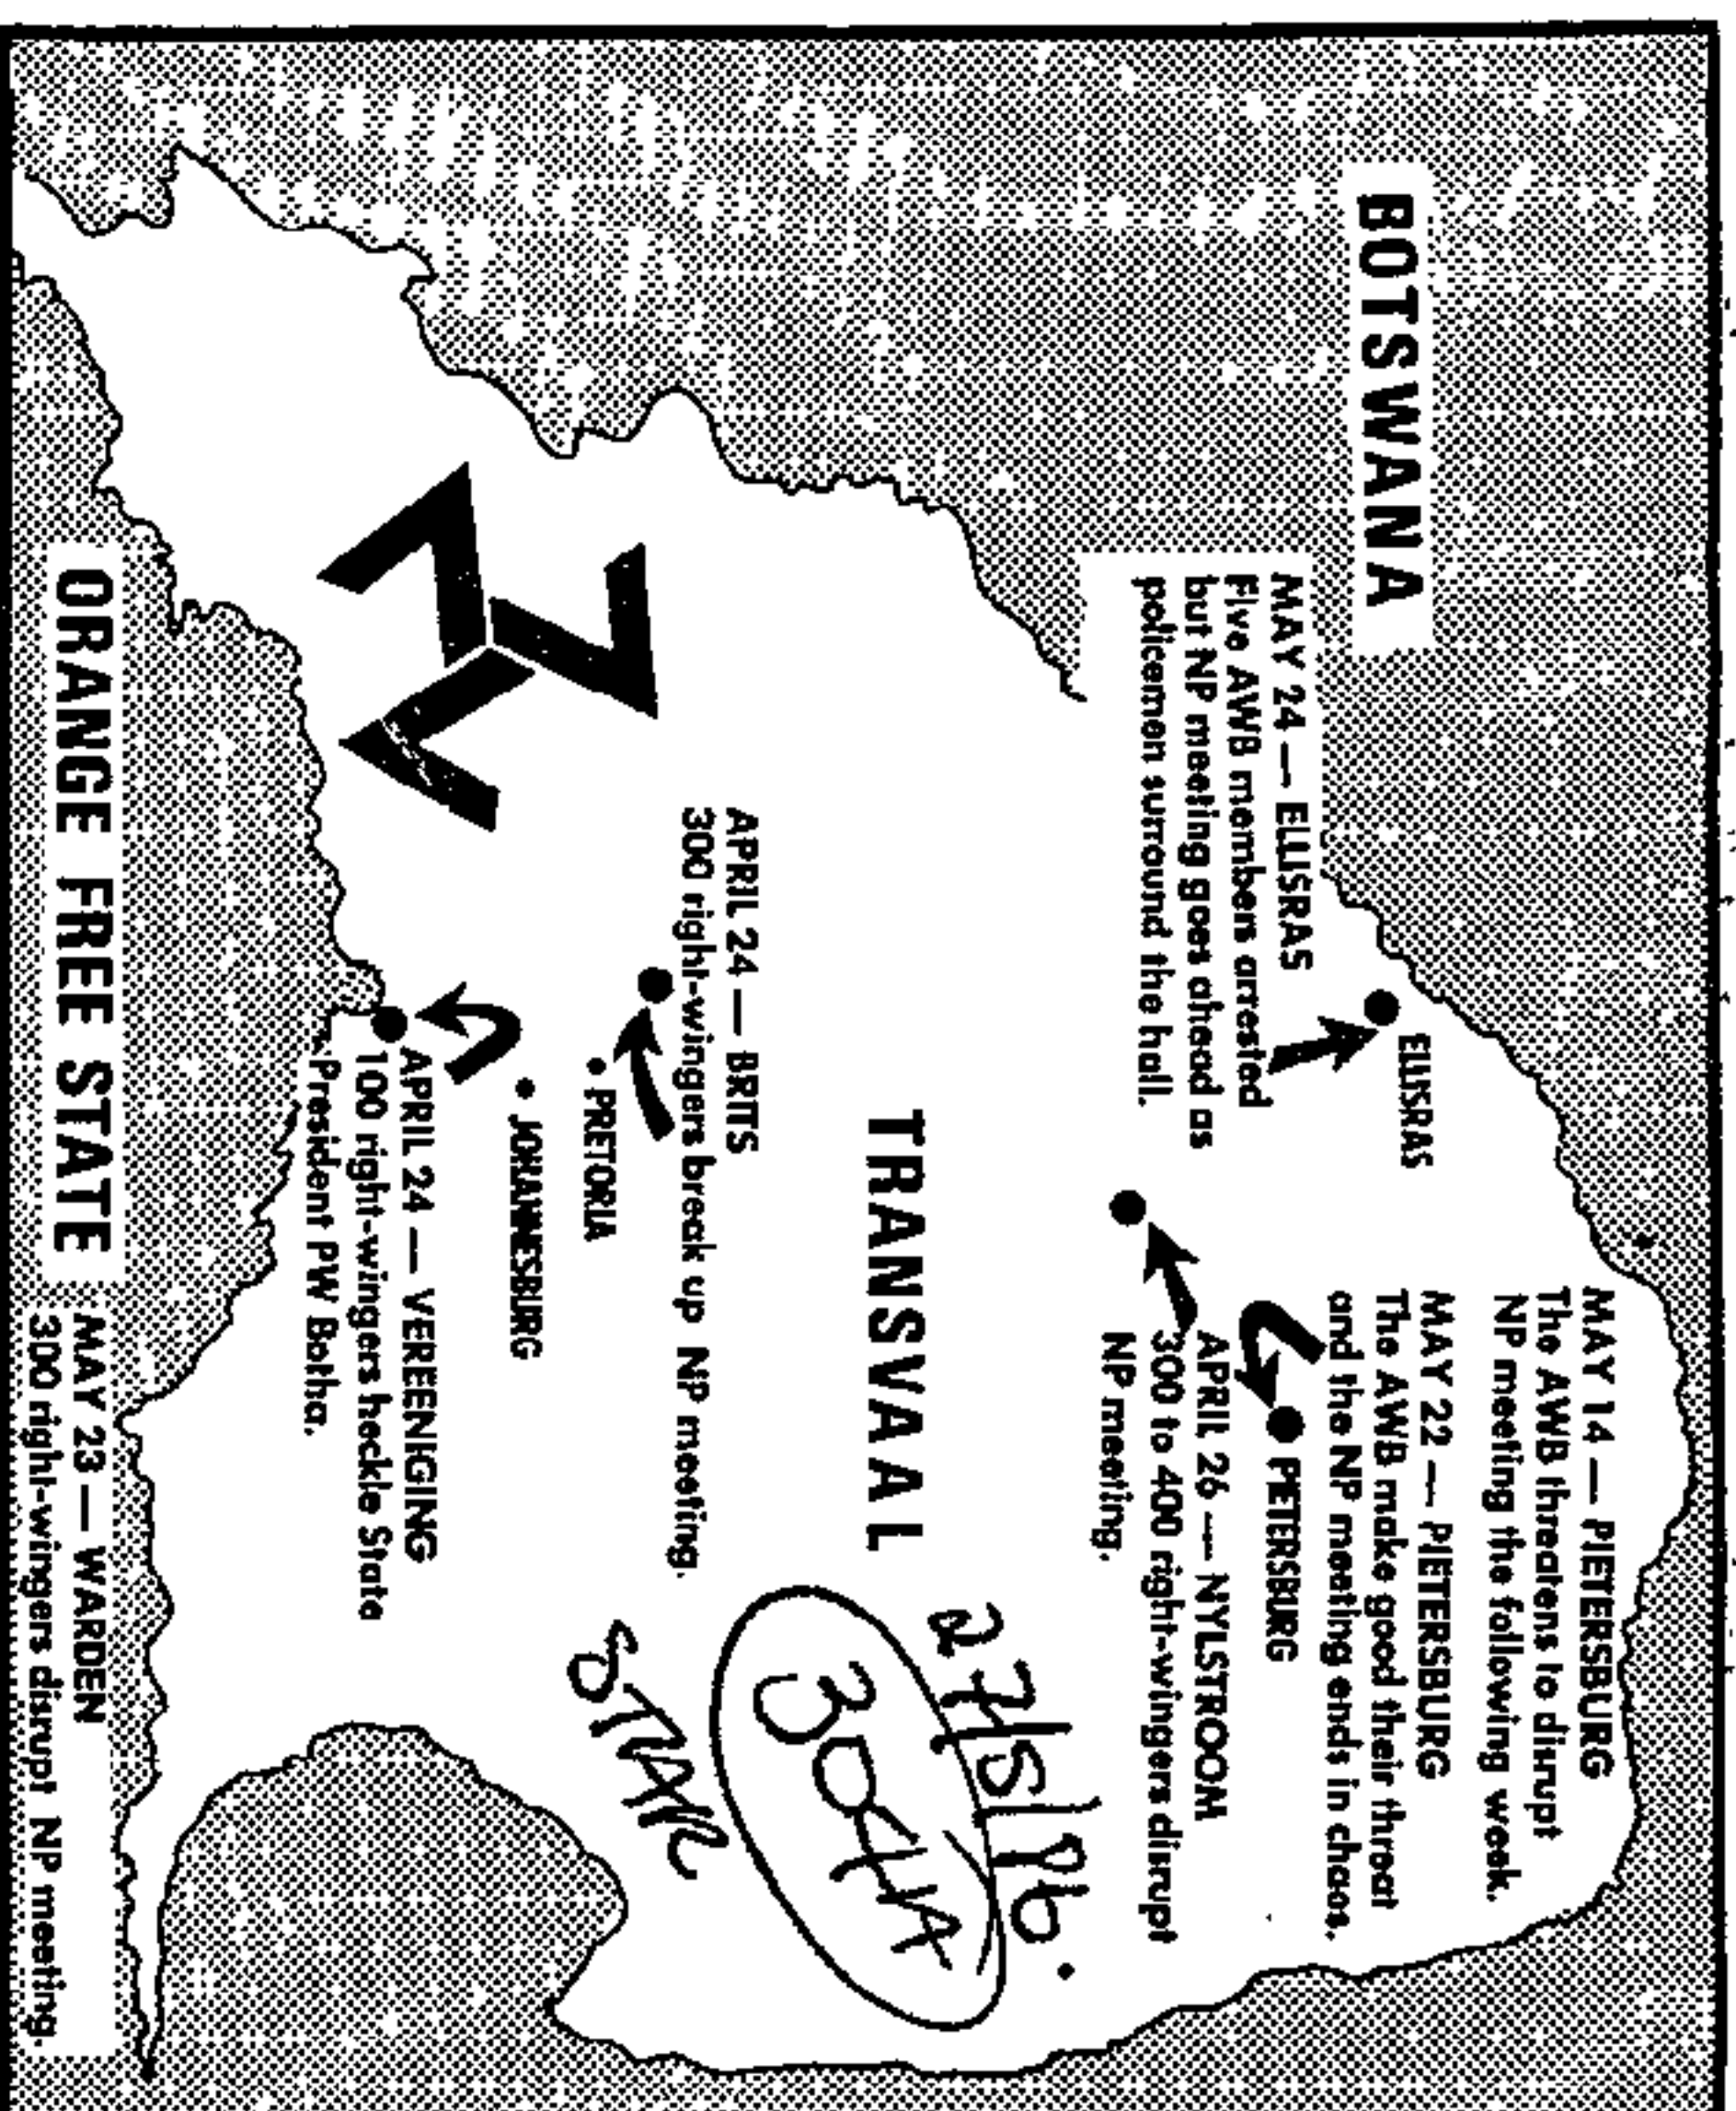 BOTSWANA
MAY 14 — PIETERSBURG
The AWB threatens to disrupt
NP meeting the following week.
MAY 22 — PIETERSBURG
The AWB make good their threat
and the NP meeting ends in chaos.
ELLISRAS
MAY 24 — ELLISRAS
Five AWB members arrested
but NP meeting goes ahead as
policemen surround the hall.
PIETERSBURG
APRIL 26 — NYLSTROOM
300 to 400 right-wingers disrupt
NP meeting.
TRANSVAAL
27/5/86.
304A
STAR
APRIL 24 — BRITS
300 right-wingers break up NP meeting.
PRETORIA
JOHANNESBURG
APRIL 24 — VEREENIGING
100 right-wingers heckle State
President PW Botha.
ORANGE FREE STATE
MAY 23 — WARDEN
300 right-wingers disrupt NP meeting.